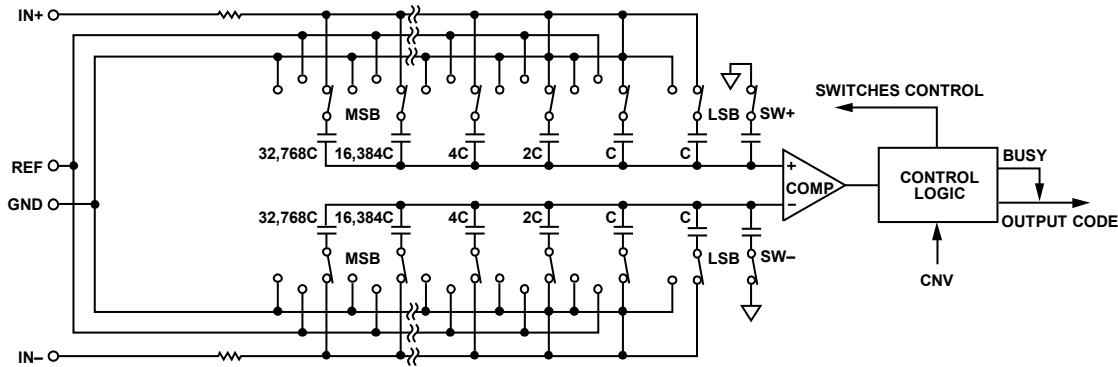 IN+
SWITCHES CONTROL
MSB
LSB
SW+
32,768C
16,384C
4C
2C
C
C
BUSY
REF
+
COMP
CONTROL
LOGIC
GND
−
OUTPUT CODE
32,768C
16,384C
4C
2C
C
C
MSB
LSB
SW−
CNV
IN−